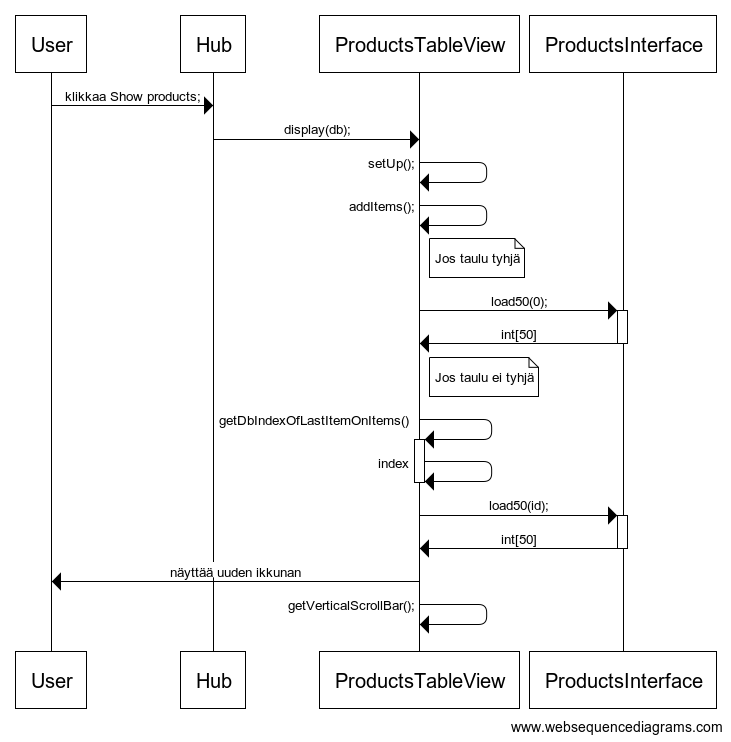 User
Hub
ProductsTableView
ProductsInterface
klikkaa Show products;
display(db);
setUp();
addItems();
Jos taulu tyhjä
load50(0);
int[50]
Jos taulu ei tyhjä
getDbIndexOfLastItemOnItems()
index
load50(id);
int[50]
näyttää uuden ikkunan
getVerticalScrollBar();
User
Hub
ProductsTableView
ProductsInterface
www.websequencediagrams.com